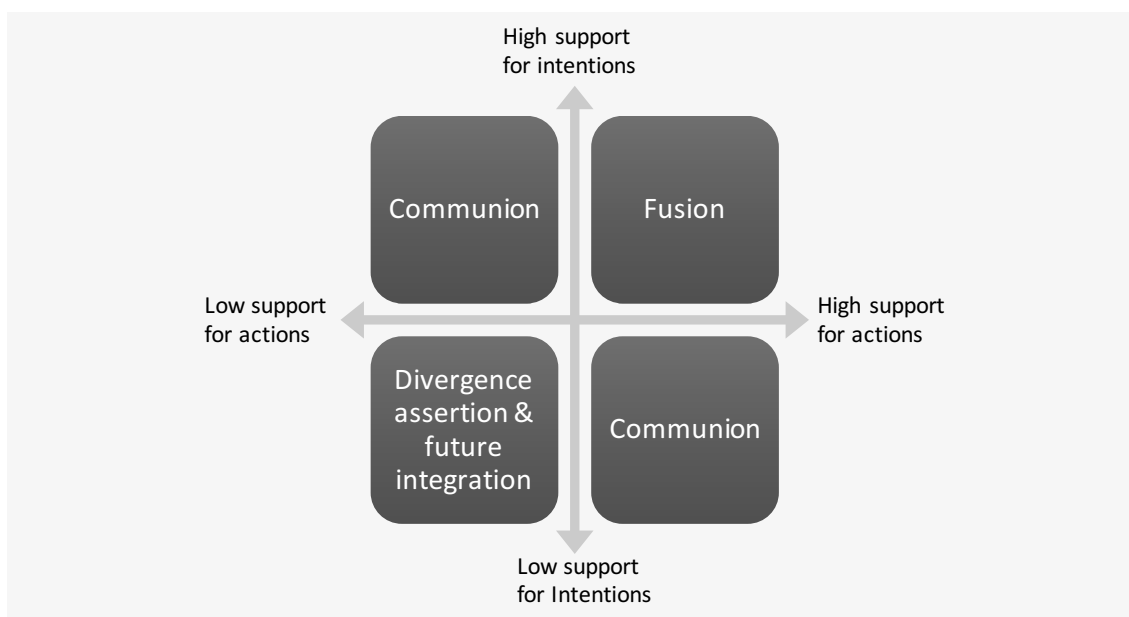 High support
for intentions
Communion
Fusion
Low support
for actions
High support
for actions
Divergence
assertion &
future
integration
Communion
Low support
for Intentions